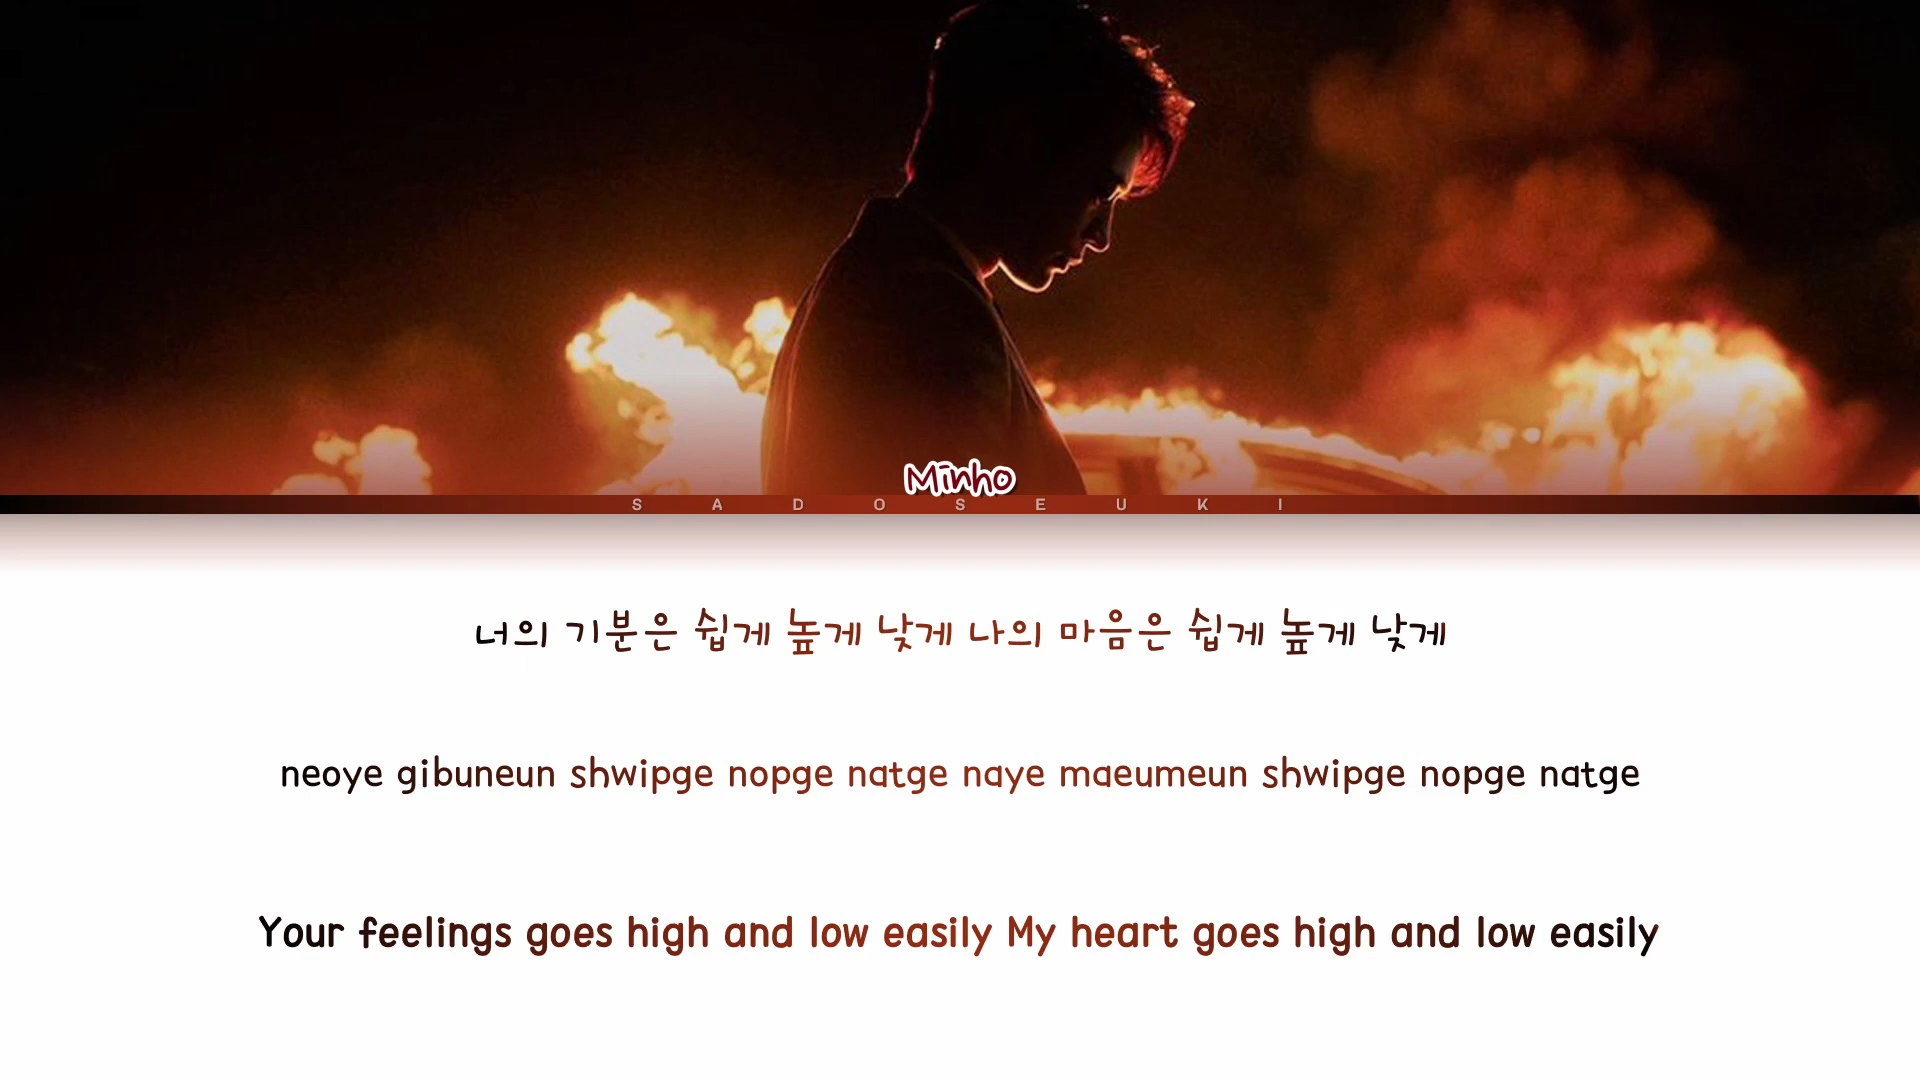 Minho
SADOSEUKI
너의 기분은 쉽게 높게 낮게 나의 마음은 쉽게 높게 낮게
neoye gibuneun shwipge nopge natge naye maeumeun shwipge nopge natge
Your feelings goes high and low easily My heart goes high and low easily